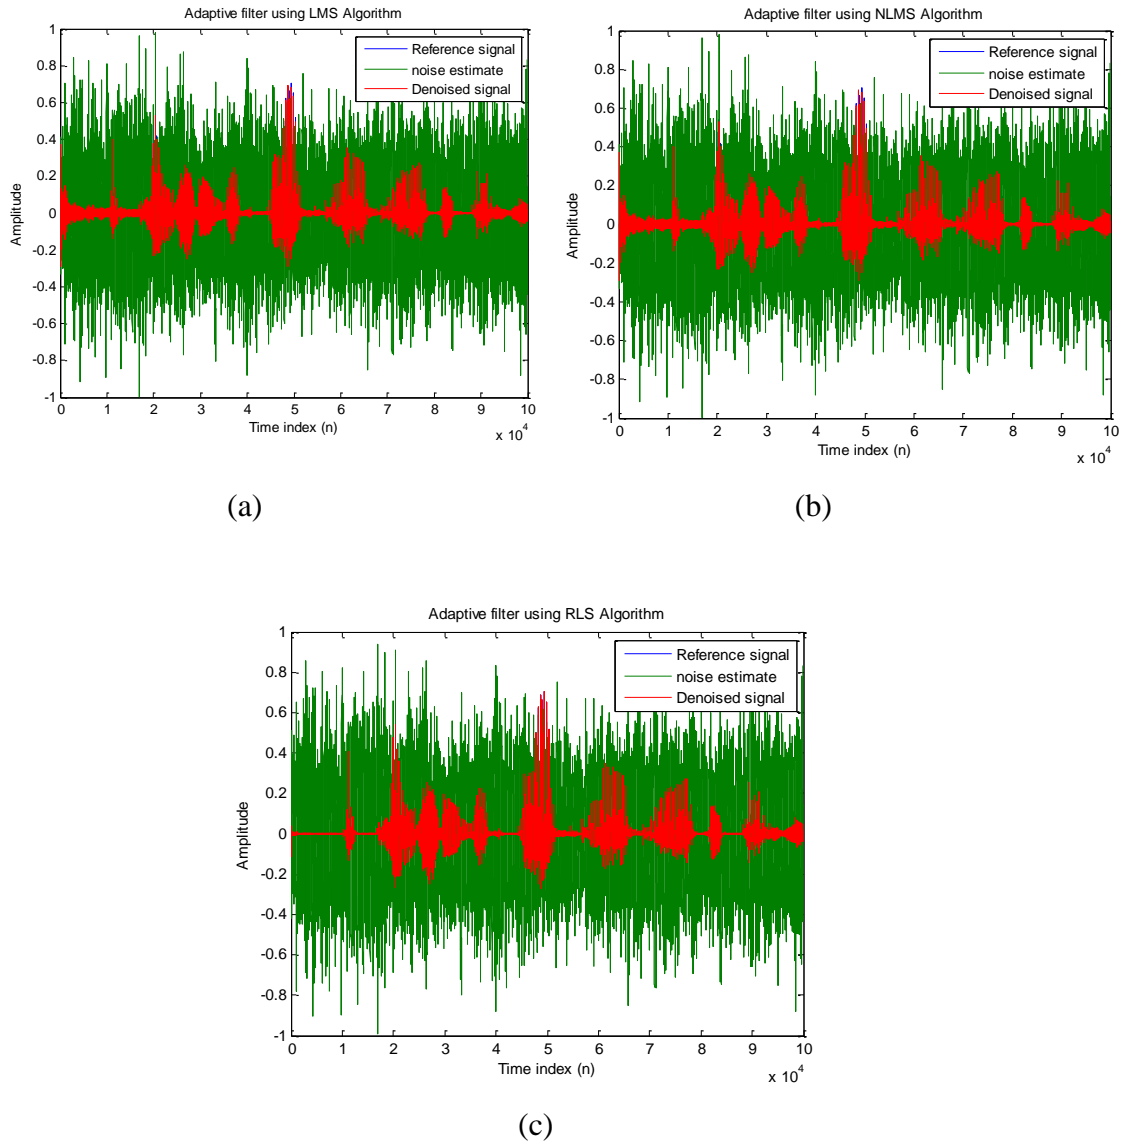 Adaptive filter using LMS Algorithm
1
0.8
0.6
0.4
0.2
0
-0.2
-0.4
-0.6
-0.8
-1
Amplitude
Reference signal
noise estimate
Denoised signal
0 1 2 3 4 5 6 7 8 9 10
Time index (n)
x 10^4
(a)
Adaptive filter using NLMS Algorithm
1
0.8
0.6
0.4
0.2
0
-0.2
-0.4
-0.6
-0.8
-1
Amplitude
Reference signal
noise estimate
Denoised signal
0 1 2 3 4 5 6 7 8 9 10
Time index (n)
x 10^4
(b)
Adaptive filter using RLS Algorithm
1
0.8
0.6
0.4
0.2
0
-0.2
-0.4
-0.6
-0.8
-1
Amplitude
Reference signal
noise estimate
Denoised signal
0 1 2 3 4 5 6 7 8 9 10
Time index (n)
x 10^4
(c)